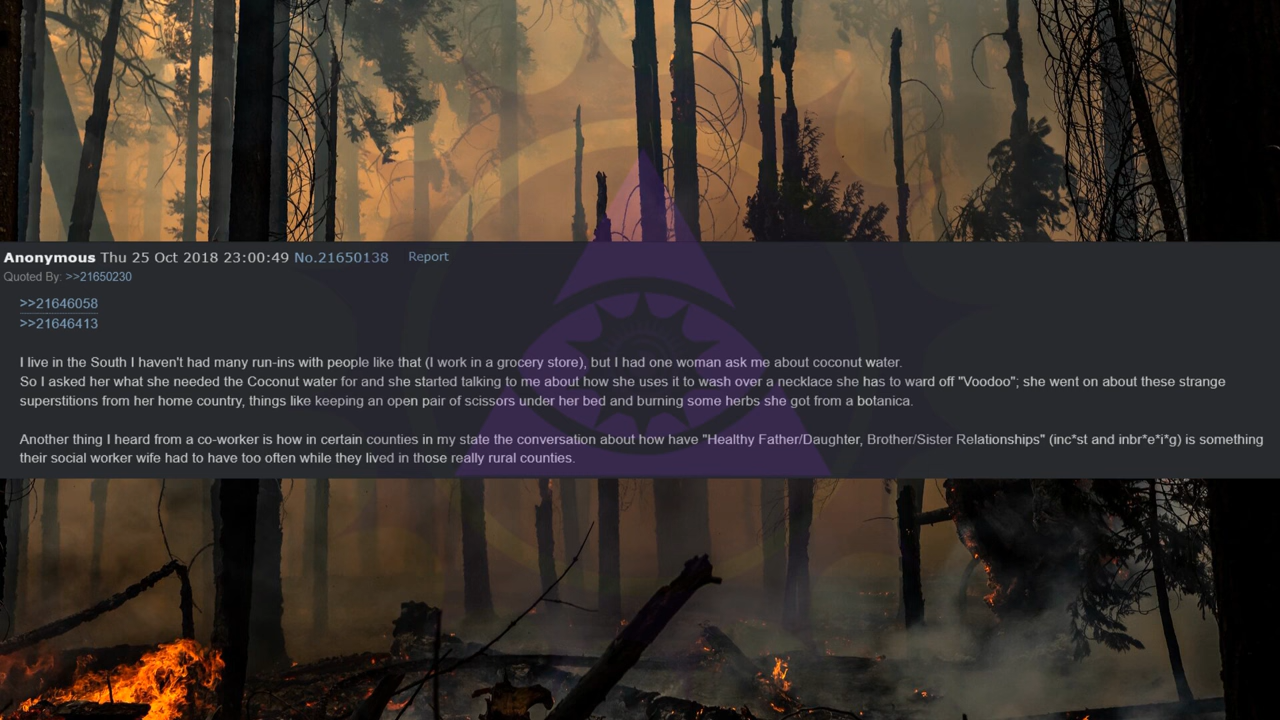 Anonymous Thu 25 Oct 2018 23:00:49 No.21650138 Report
Quoted By: >>21650230
>>21646058
>>21646413
I live in the South I haven't had many run-ins with people like that (I work in a grocery store), but I had one woman ask me about coconut water.
So I asked her what she needed the Coconut water for and she started talking to me about how she uses it to wash over a necklace she has to ward off "Voodoo"; she went on about these strange
superstitions from her home country, things like keeping an open pair of scissors under her bed and burning some herbs she got from a botanica.
Another thing I heard from a co-worker is how in certain counties in my state the conversation about how have "Healthy Father/Daughter, Brother/Sister Relationships" (inc*st and inbr*e*i*g) is something
their social worker wife had to have too often while they lived in those really rural counties.